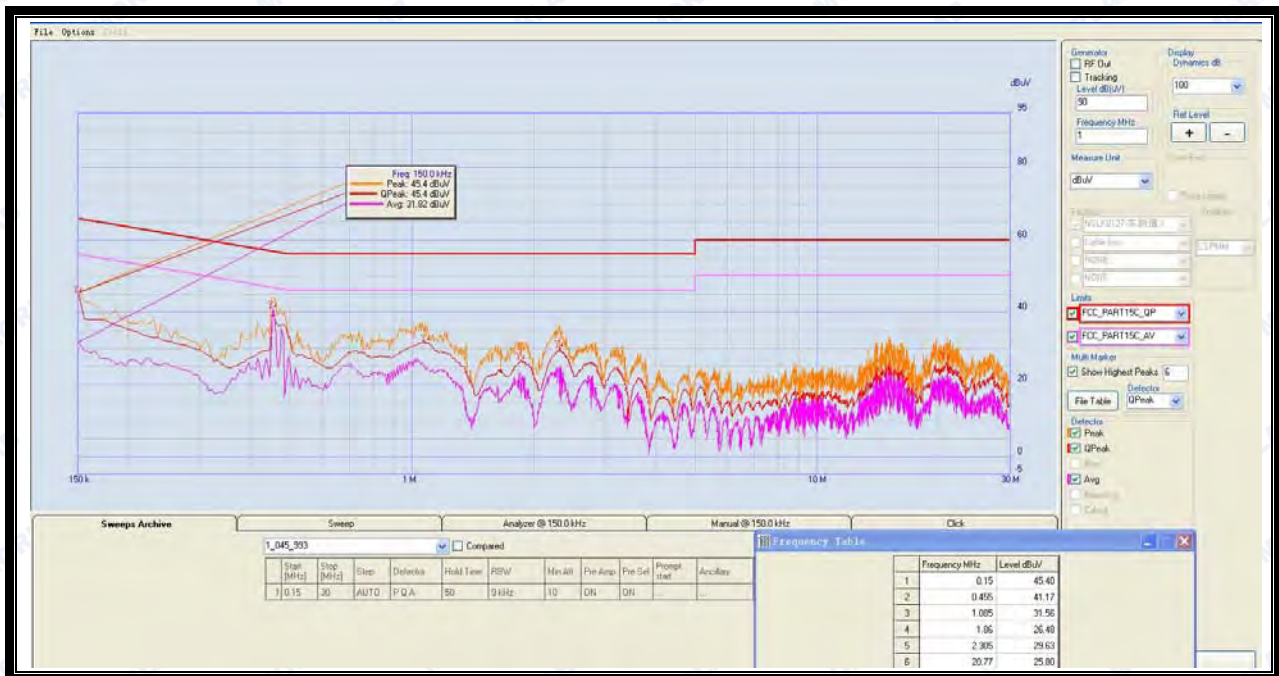 File Options
Generator
RF Out
Tracking
Level dB(uV)
90
Frequency MHz
1
Display
Dynamics dB
100
Ref Level
+ -
Measure Unit
dBuV
dBuV
95
80
60
40
20
0
-5
Freq: 150.0 kHz
Peak: 45.4 dBuV
QPeak: 45.4 dBuV
Avg: 31.82 dBuV
150 k 1 M 10 M 30 M
Limits
FCC_PART15C_QP
FCC_PART15C_AV
Multi Marker
Show Highest Peaks 6
File Table
Detector
QPeak
Detector
Peak
QPeak
Avg
Sweeps Archive Sweep Analyzer @ 150.0 kHz Manual @ 150.0 kHz Click
1_045_993 Compared
Start [MHz] Stop [MHz] Step Detector Hold Time RBW Min Att Pre Amp Pre Sel Prompt start Ancillary
1 0.15 30 AUTO P Q A 50 9 kHz 10 ON ON ... ...
Frequency Table
Frequency MHz Level dBuV
1 0.15 45.40
2 0.455 41.17
3 1.085 31.56
4 1.86 26.48
5 2.305 29.63
6 20.77 25.80